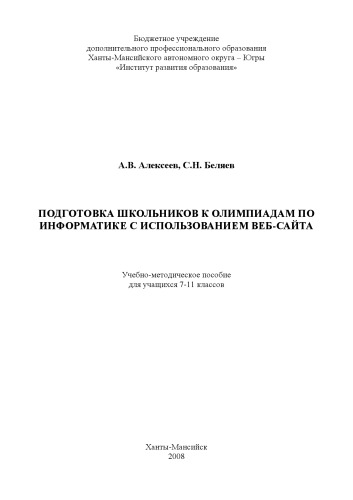 Бюджетное учреждение
дополнительного профессионального образования
Ханты-Мансийского автономного округа – Югры
«Институт развития образования»
А.В. Алексеев, С.Н. Беляев
ПОДГОТОВКА ШКОЛЬНИКОВ К ОЛИМПИАДАМ ПО
ИНФОРМАТИКЕ С ИСПОЛЬЗОВАНИЕМ ВЕБ-САЙТА
Учебно-методическое пособие
для учащихся 7-11 классов
Ханты-Мансийск
2008